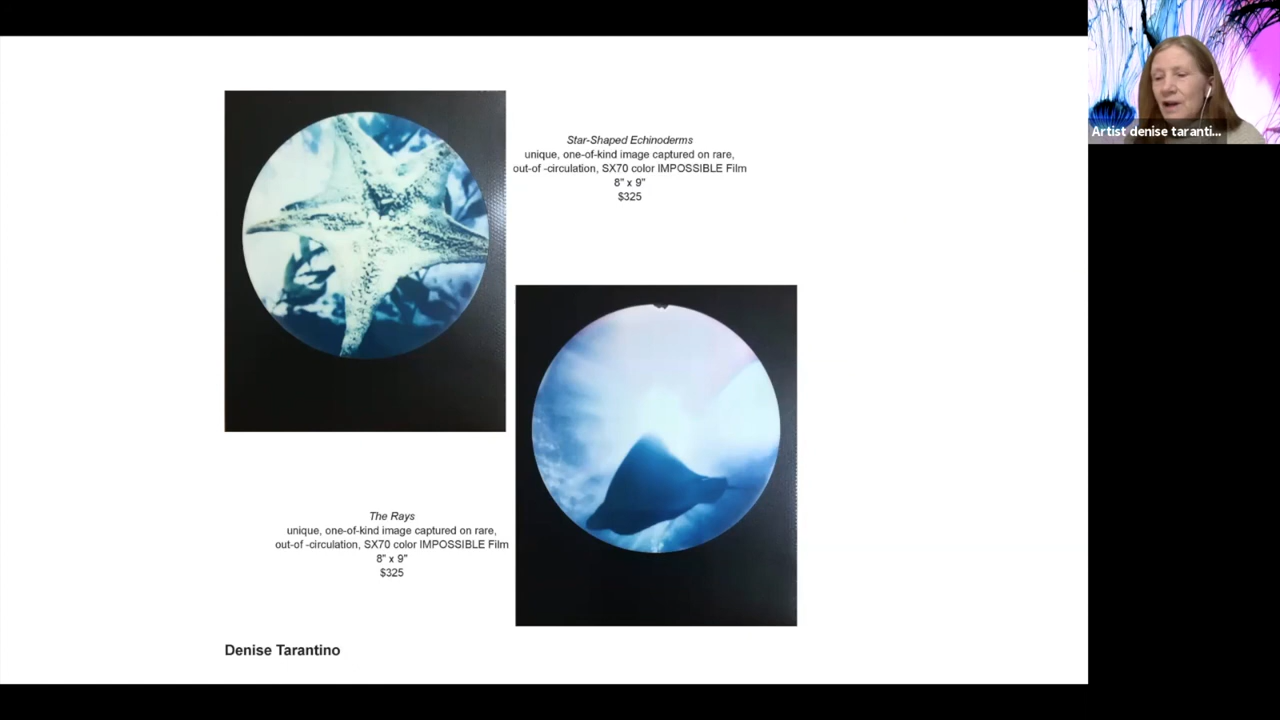 Artist denise taranti...
Star-Shaped Echinoderms
unique, one-of-kind image captured on rare,
out-of -circulation, SX70 color IMPOSSIBLE Film
8" x 9"
$325
The Rays
unique, one-of-kind image captured on rare,
out-of -circulation, SX70 color IMPOSSIBLE Film
8" x 9"
$325
Denise Tarantino